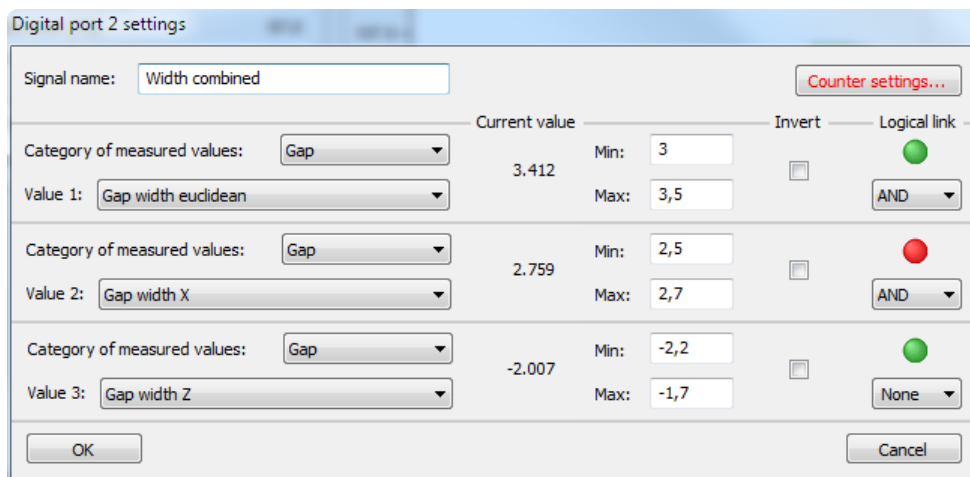 Digital port 2 settings
Signal name: Width combined Counter settings...
Current value Invert Logical link
Category of measured values: Gap 3.412 Min: 3
Value 1: Gap width euclidean Max: 3,5 AND
Category of measured values: Gap 2.759 Min: 2,5
Value 2: Gap width X Max: 2,7 AND
Category of measured values: Gap -2.007 Min: -2,2
Value 3: Gap width Z Max: -1,7 None
OK Cancel